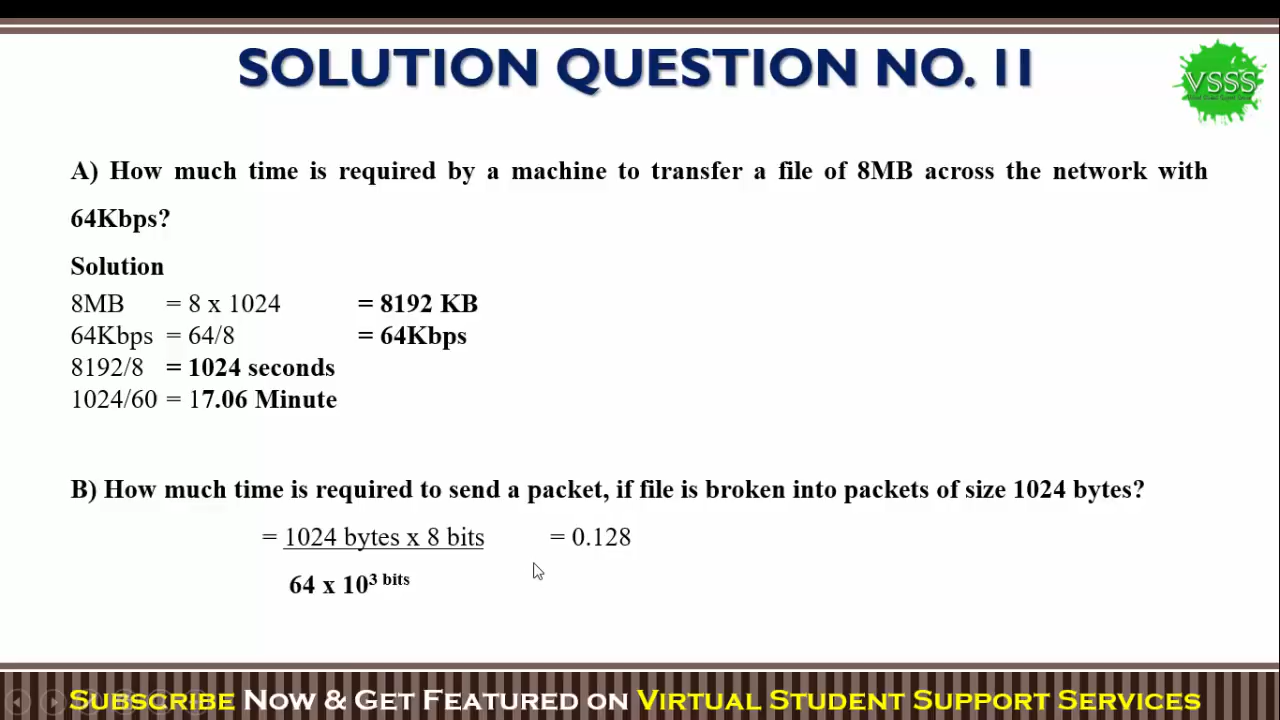 SOLUTION QUESTION NO. 11
VSSS
A) How much time is required by a machine to transfer a file of 8MB across the network with
64Kbps?
Solution
8MB = 8 x 1024 = 8192 KB
64Kbps = 64/8 = 64Kbps
8192/8 = 1024 seconds
1024/60 = 17.06 Minute
B) How much time is required to send a packet, if file is broken into packets of size 1024 bytes?
= 1024 bytes x 8 bits = 0.128
64 x 10³ ᵇⁱᵗˢ
SUBSCRIBE NOW & GET FEATURED ON VIRTUAL STUDENT SUPPORT SERVICES